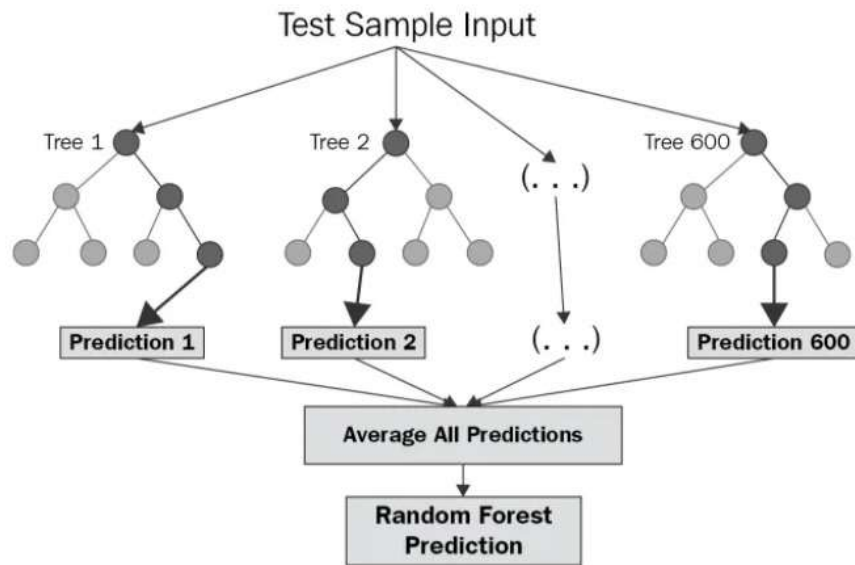 Test Sample Input
Tree 1
Tree 2
Tree 600
(. . .)
Prediction 1
Prediction 2
(. . .)
Prediction 600
Average All Predictions
Random Forest
Prediction